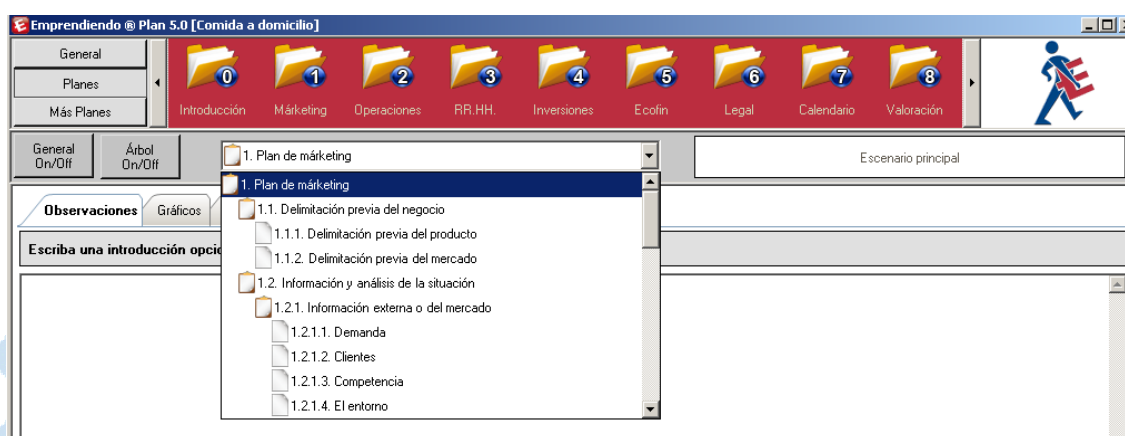 Emprendiendo ® Plan 5.0 [Comida a domicilio]
General
Planes
Más Planes
0 1 2 3 4 5 6 7 8
Introducción Márketing Operaciones RR.HH. Inversiones Ecofin Legal Calendario Valoración
General On/Off
Árbol On/Off
1. Plan de márketing
Escenario principal
1. Plan de márketing
1.1. Delimitación previa del negocio
1.1.1. Delimitación previa del producto
1.1.2. Delimitación previa del mercado
1.2. Información y análisis de la situación
1.2.1. Información externa o del mercado
1.2.1.1. Demanda
1.2.1.2. Clientes
1.2.1.3. Competencia
1.2.1.4. El entorno
Observaciones Gráficos
Escriba una introducción opcio